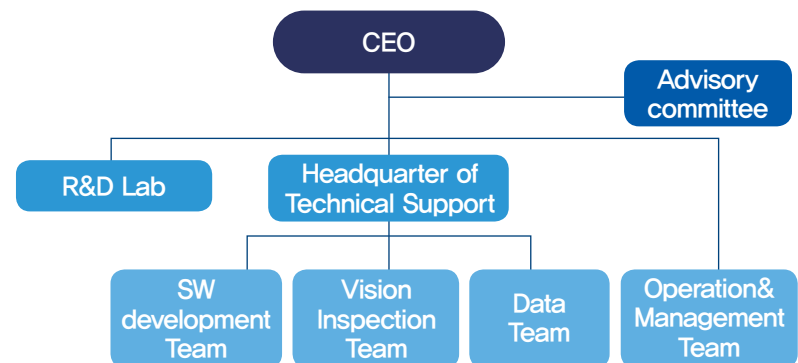 CEO
Advisory
committee
R&D Lab
Headquarter of
Technical Support
SW
development
Team
Vision
Inspection
Team
Data
Team
Operation&
Management
Team